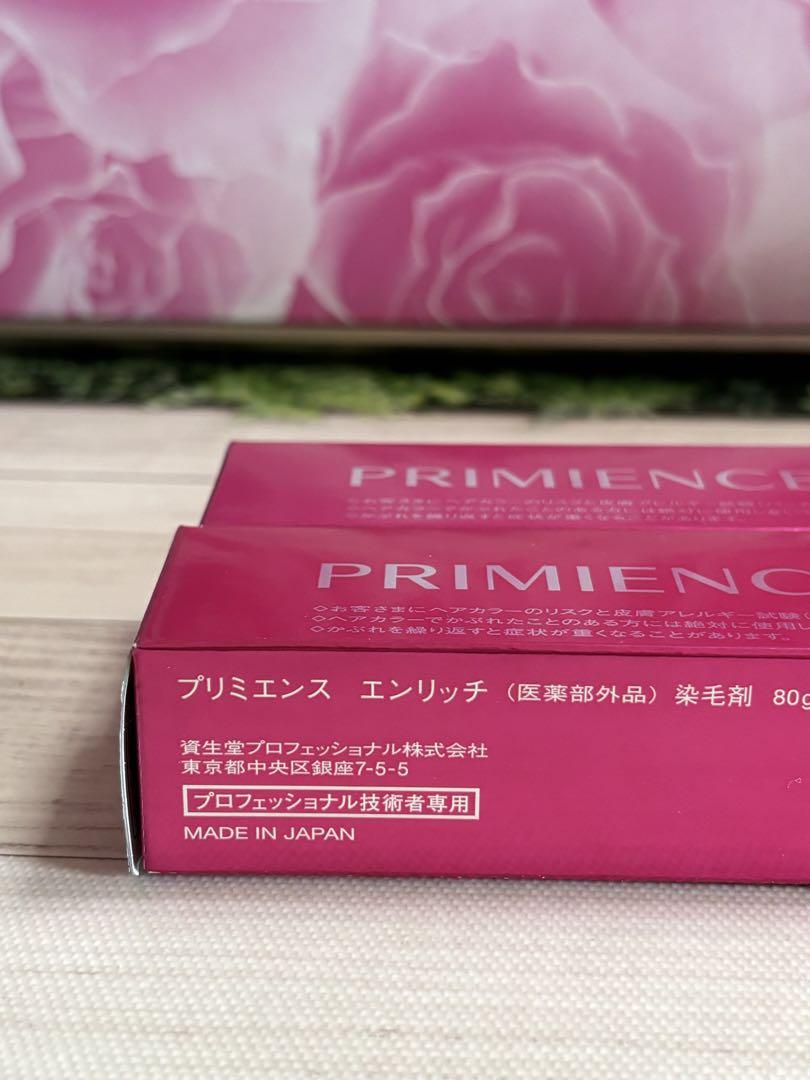 PRIMIENCE
PRIMIENC
◇お客さまにヘアカラーのリスクと皮膚アレルギー試験
◇ヘアカラーでかぶれたことのある方には絶対に使用し
◇かぶれを繰り返すと症状が重くなることがあります。
プリミエンス エンリッチ（医薬部外品）染毛剤 80g
資生堂プロフェッショナル株式会社
東京都中央区銀座7-5-5
プロフェッショナル技術者専用
MADE IN JAPAN